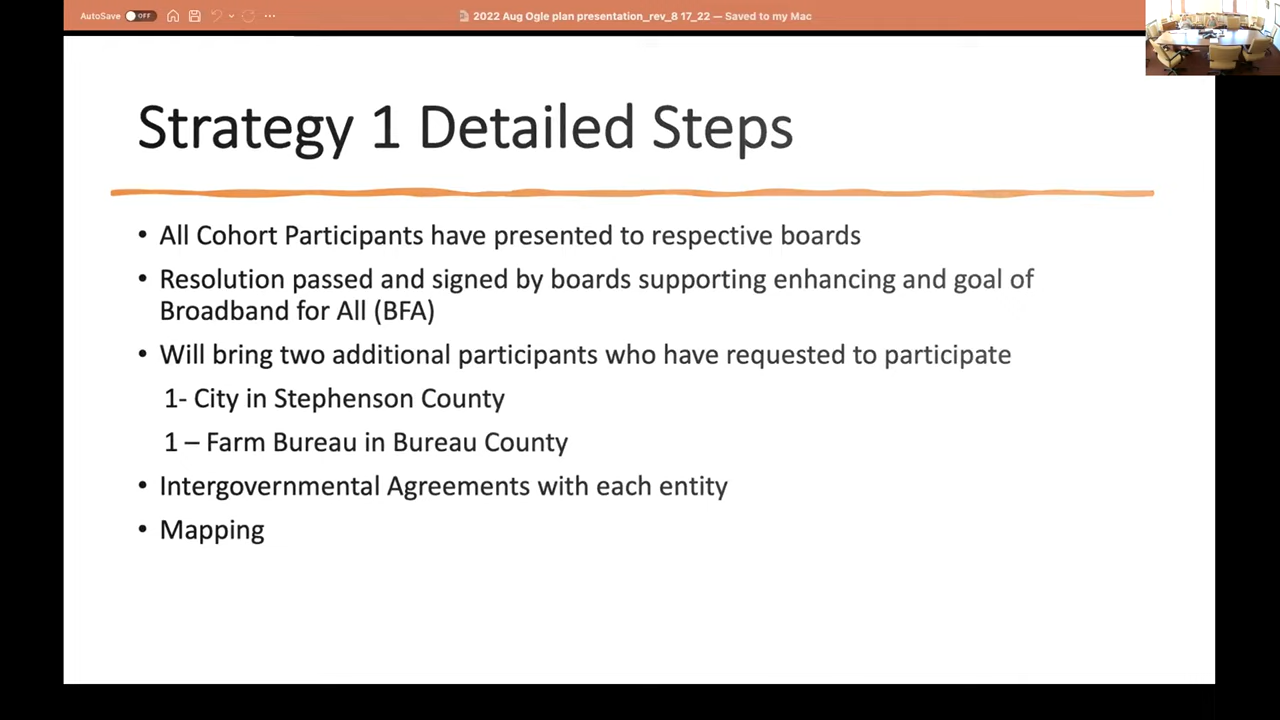 AutoSave OFF
2022 Aug Ogle plan presentation_rev_8 17_22 — Saved to my Mac
Strategy 1 Detailed Steps
• All Cohort Participants have presented to respective boards
• Resolution passed and signed by boards supporting enhancing and goal of
Broadband for All (BFA)
• Will bring two additional participants who have requested to participate
1- City in Stephenson County
1 – Farm Bureau in Bureau County
• Intergovernmental Agreements with each entity
• Mapping